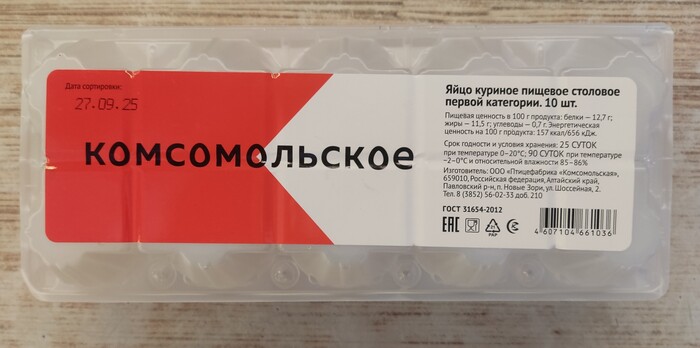 Дата сортировки:
27.09.25
КОМСОМОЛЬСКОЕ
Яйцо куриное пищевое столовое
первой категории. 10 шт.
Пищевая ценность в 100 г продукта: белки – 12,7 г;
жиры – 11,5 г; углеводы – 0,7 г. Энергетическая
ценность на 100 г продукта: 157 ккал/656 кДж.
Срок годности и условия хранения: 25 СУТОК
при температуре 0–20°С; 90 СУТОК при температуре
–2–0°С и относительной влажности 85–86%
Изготовитель: ООО «Птицефабрика «Комсомольская»,
659010, Российская федерация, Алтайский край,
Павловский р-н, п. Новые Зори, ул. Шоссейная, 2.
Тел. 8 (3852) 56-02-33 доб. 210
ГОСТ 31654-2012
EAC
PAP
4 607104 661036